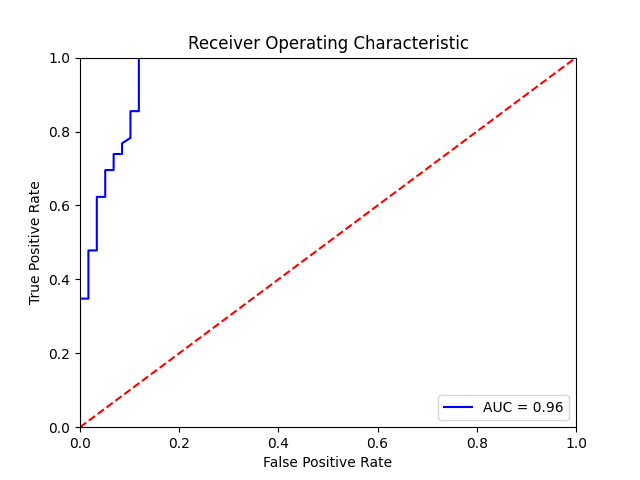 Receiver Operating Characteristic
1.0
0.8
0.6
0.4
0.2
0.0
True Positive Rate
AUC = 0.96
0.0 0.2 0.4 0.6 0.8 1.0
False Positive Rate